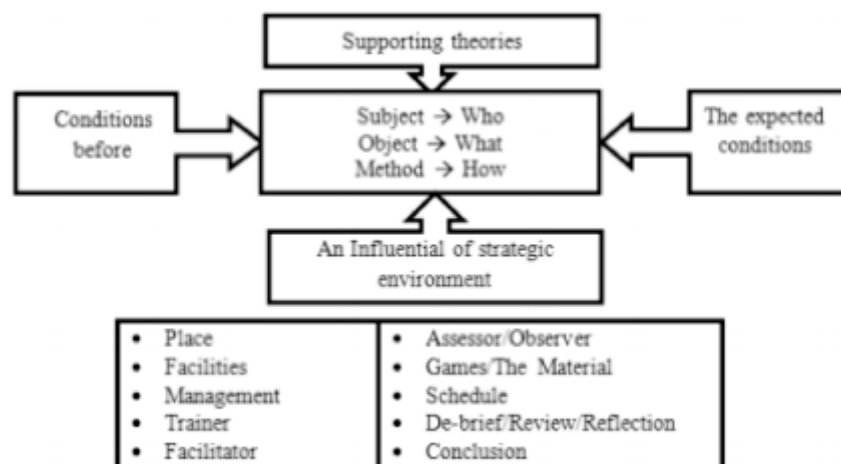 Supporting theories
Conditions
before
Subject → Who
Object → What
Method → How
The expected
conditions
An Influential of strategic
environment
• Place
• Facilities
• Management
• Trainer
• Facilitator
• Assessor/Observer
• Games/The Material
• Schedule
• De-brief/Review/Reflection
• Conclusion